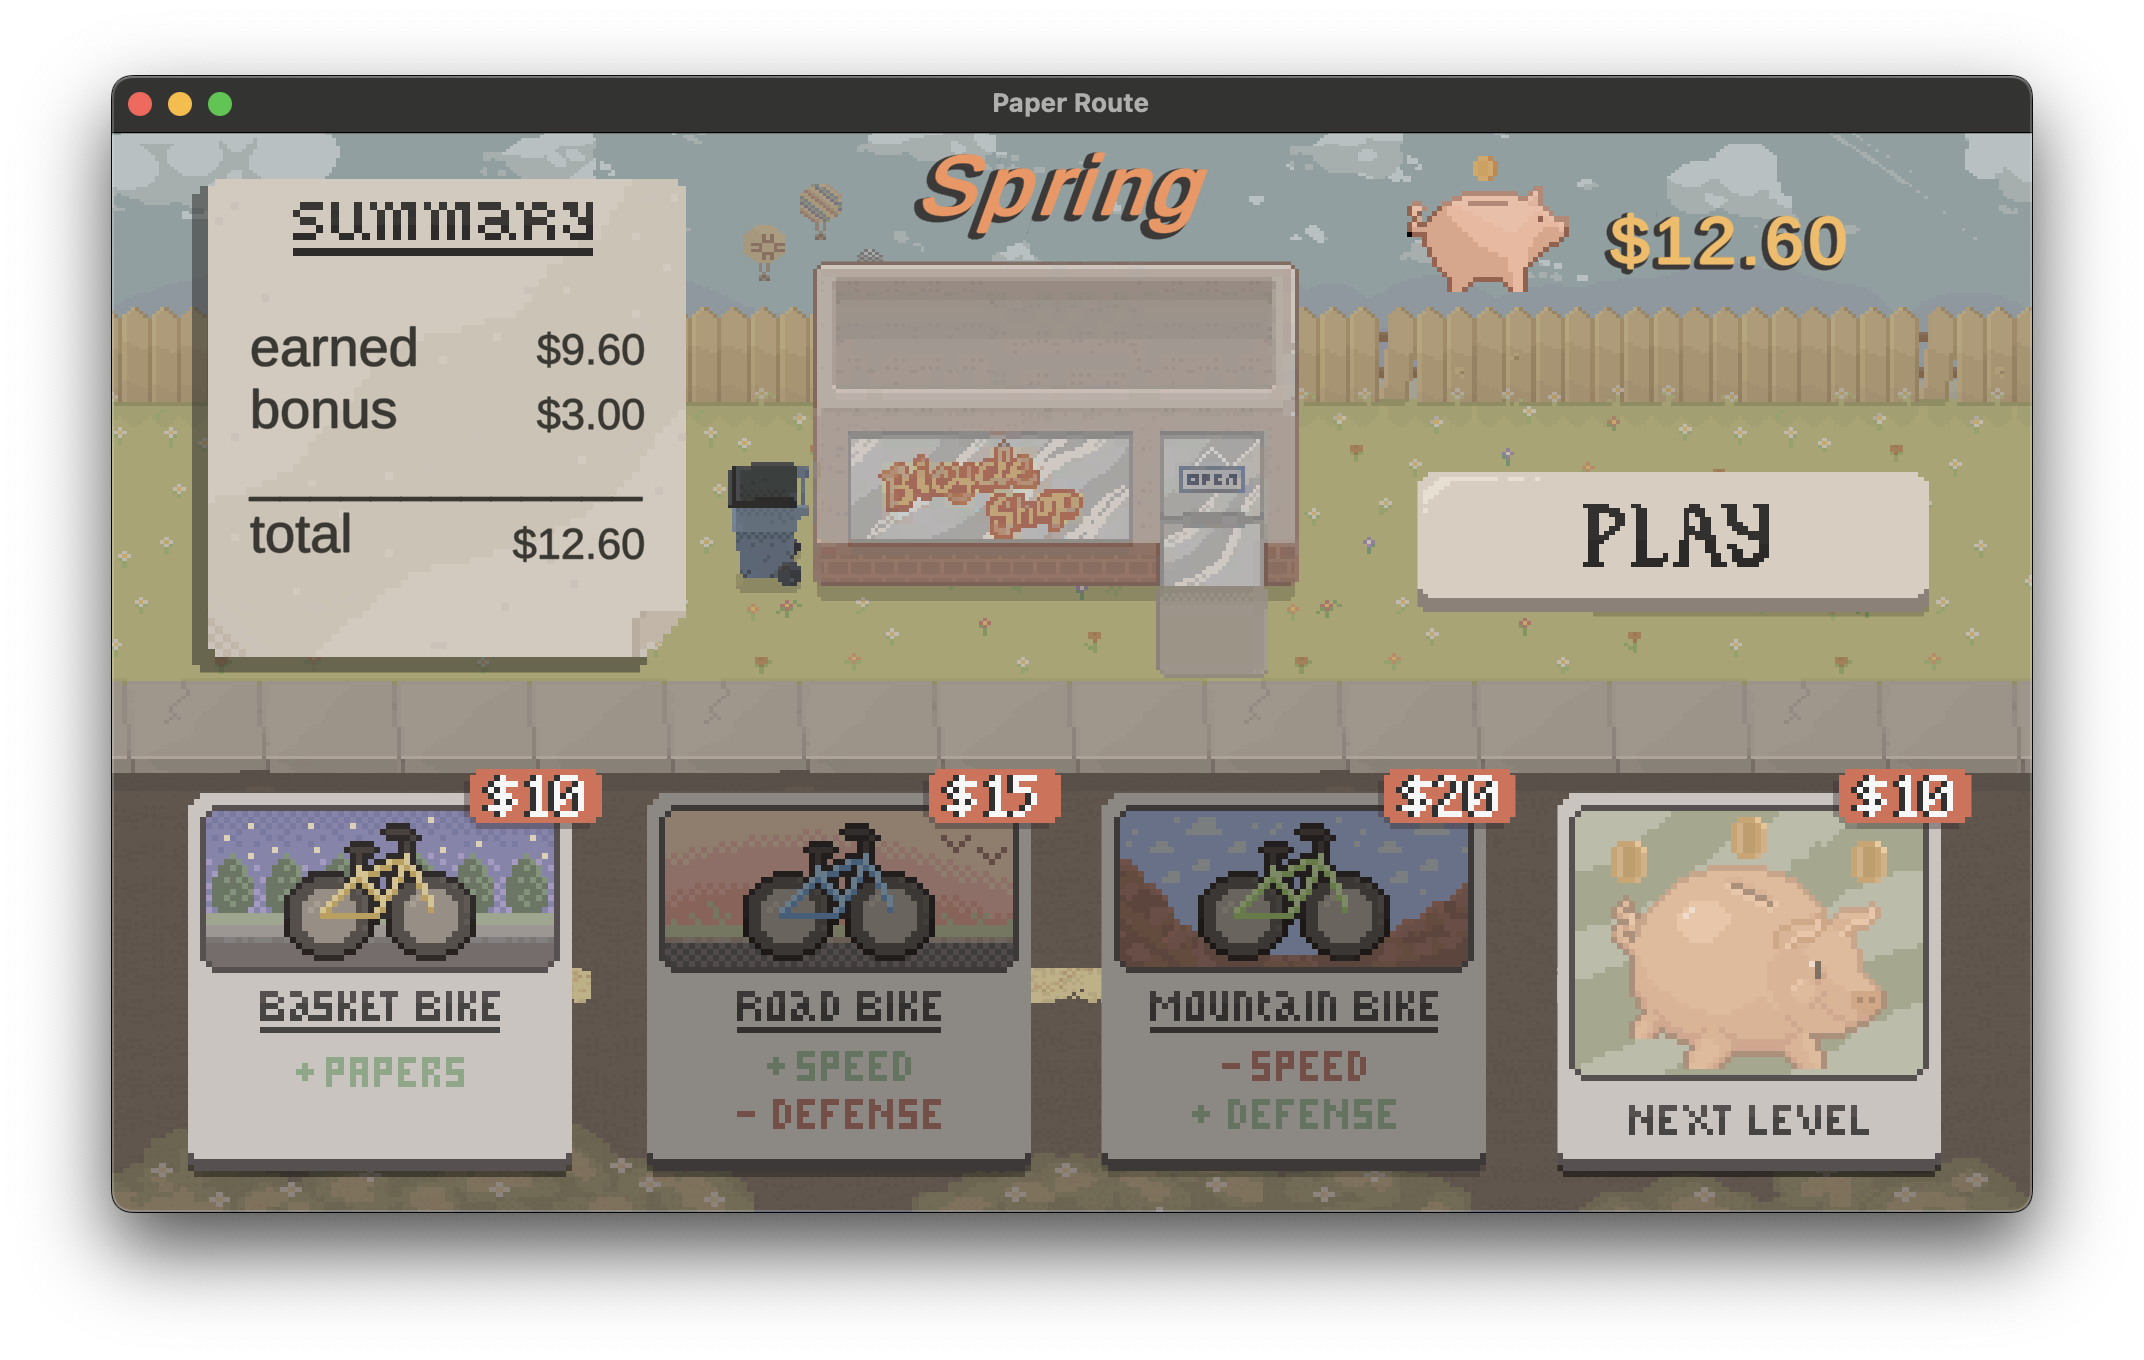 Paper Route
Spring
$12.60
summary
earned $9.60
bonus $3.00
total $12.60
Bicycle
Shop
OPEN
PLAY
$10
BASKET BIKE
+ PAPERS
$15
ROAD BIKE
+ SPEED
- DEFENSE
$20
MOUNTAIN BIKE
- SPEED
+ DEFENSE
$10
NEXT LEVEL